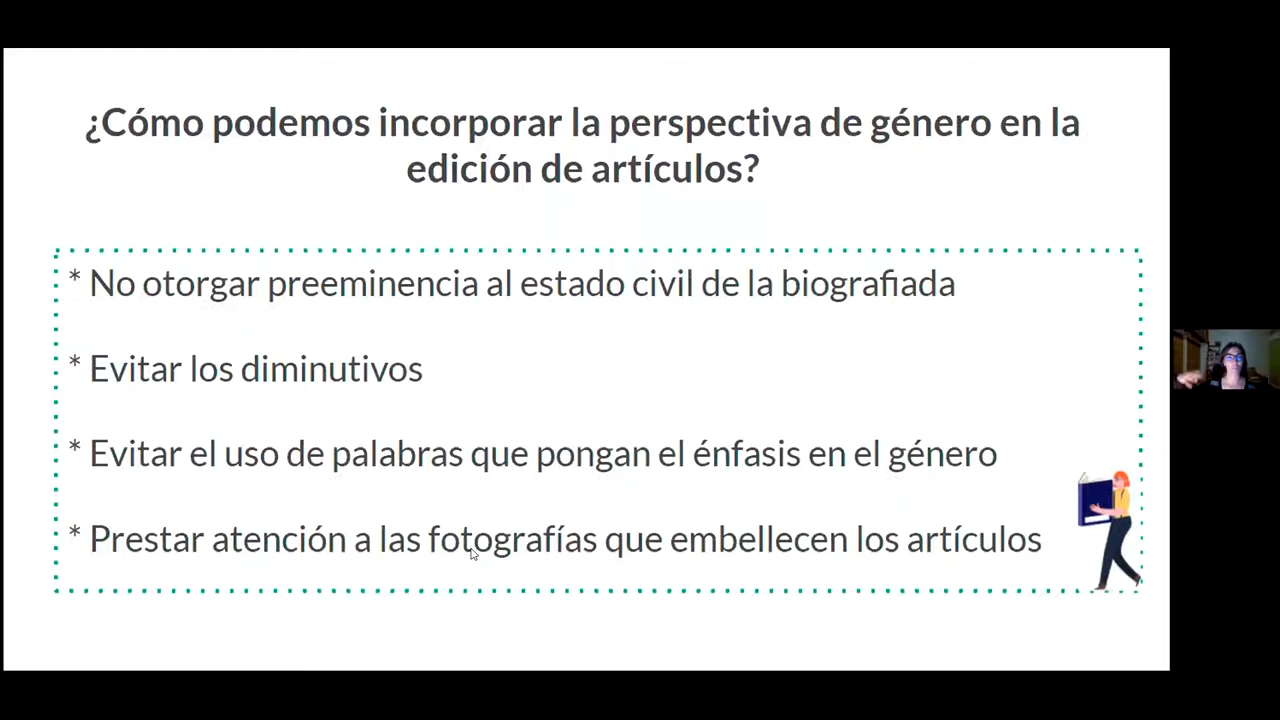 ¿Cómo podemos incorporar la perspectiva de género en la
edición de artículos?
* No otorgar preeminencia al estado civil de la biografiada
* Evitar los diminutivos
* Evitar el uso de palabras que pongan el énfasis en el género
* Prestar atención a las fotografías que embellecen los artículos